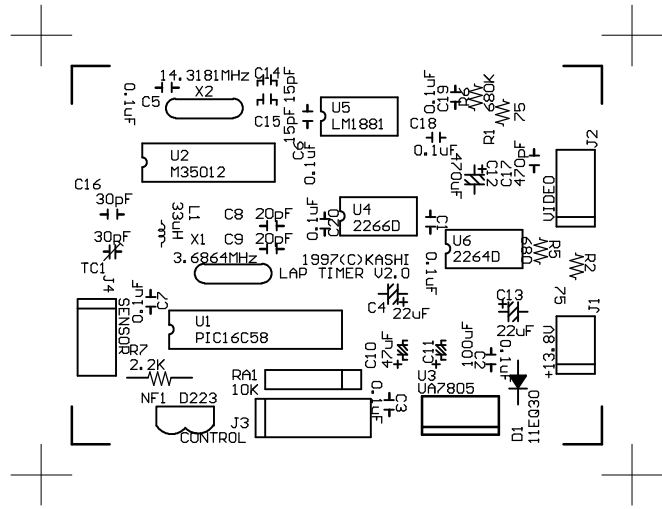 14.3181MHz
X2
C5
0.1uF
C14
15pF
C15
15pF
U5
LM1881
0.1uF
C19
R6
680K
R1
75
C18
0.1uF
U2
M35012
C6
0.1uF
470uF
C12
C17
470pF
J2
VIDEO
C16
30pF
30pF
TC1
L1
33uH
C8
20pF
C9
20pF
X1
3.6864MHz
0.1uF
C20
U4
2266D
C1
0.1uF
U6
2264D
680
R5
R2
75
1997(C)KASHI
LAP TIMER V2.0
J4
SENSOR
0.1uF
C7
U1
PIC16C58
C4
22uF
C13
22uF
J1
+13.8V
R7
2.2K
C10
47uF
C11
100uF
C2
0.1uF
RA1
10K
U3
UA7805
NF1
D223
J3
CONTROL
0.1uF
C3
D1
11EQ30